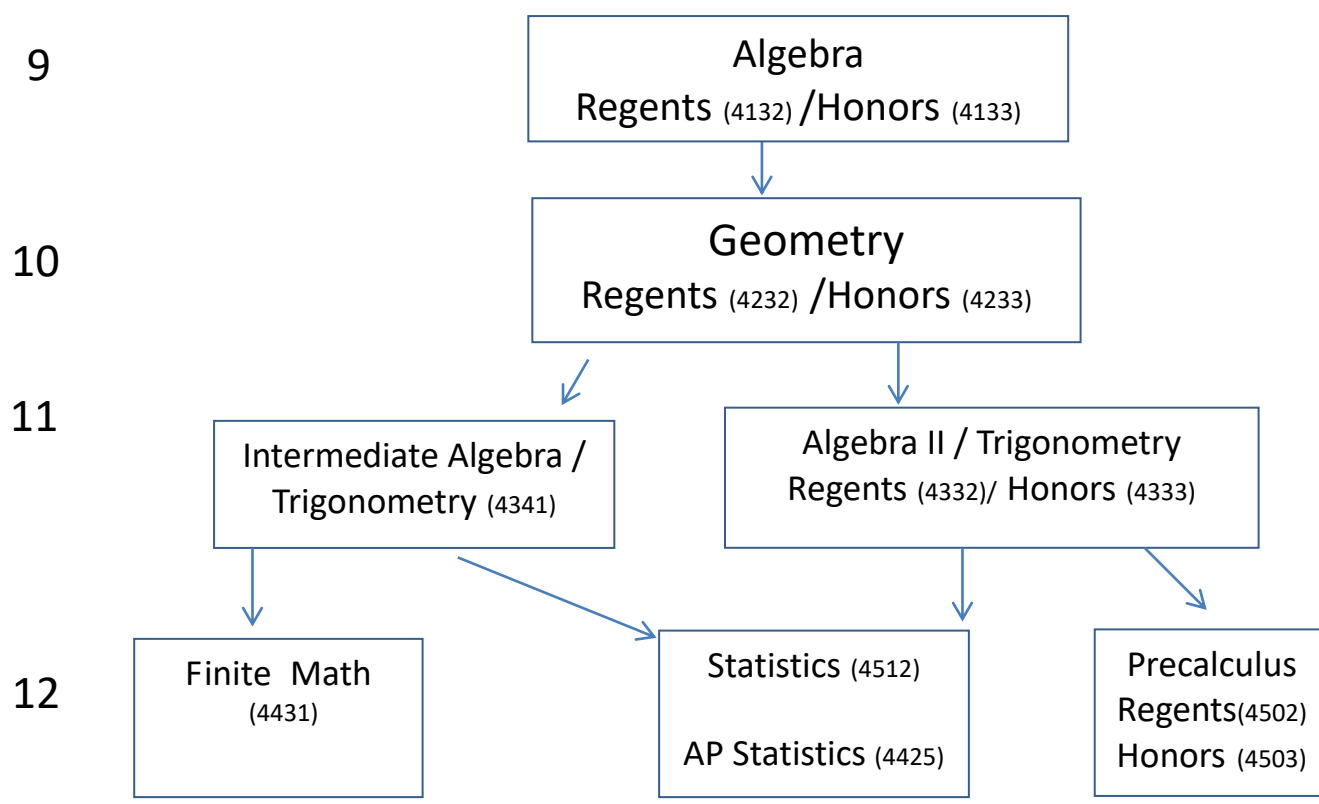 9
Algebra
Regents (4132) /Honors (4133)
10
Geometry
Regents (4232) /Honors (4233)
11
Intermediate Algebra /
Trigonometry (4341)
Algebra II / Trigonometry
Regents (4332)/ Honors (4333)
12
Finite Math
(4431)
Statistics (4512)
AP Statistics (4425)
Precalculus
Regents(4502)
Honors (4503)